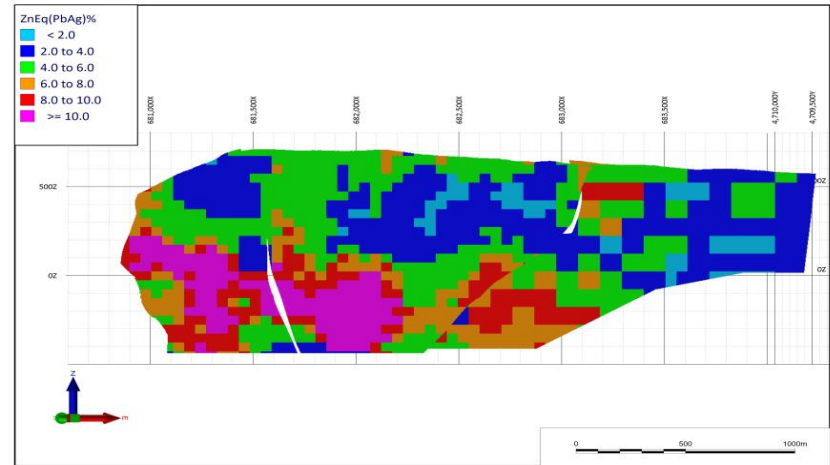 ZnEq(PbAg)%
< 2.0
2.0 to 4.0
4.0 to 6.0
6.0 to 8.0
8.0 to 10.0
>= 10.0
681,000X
681,500X
682,000X
682,500X
683,000X
683,500X
4,710,000Y
4,709,500Y
500Z
00Z
0Z
0Z
Z
m
0 500 1000m